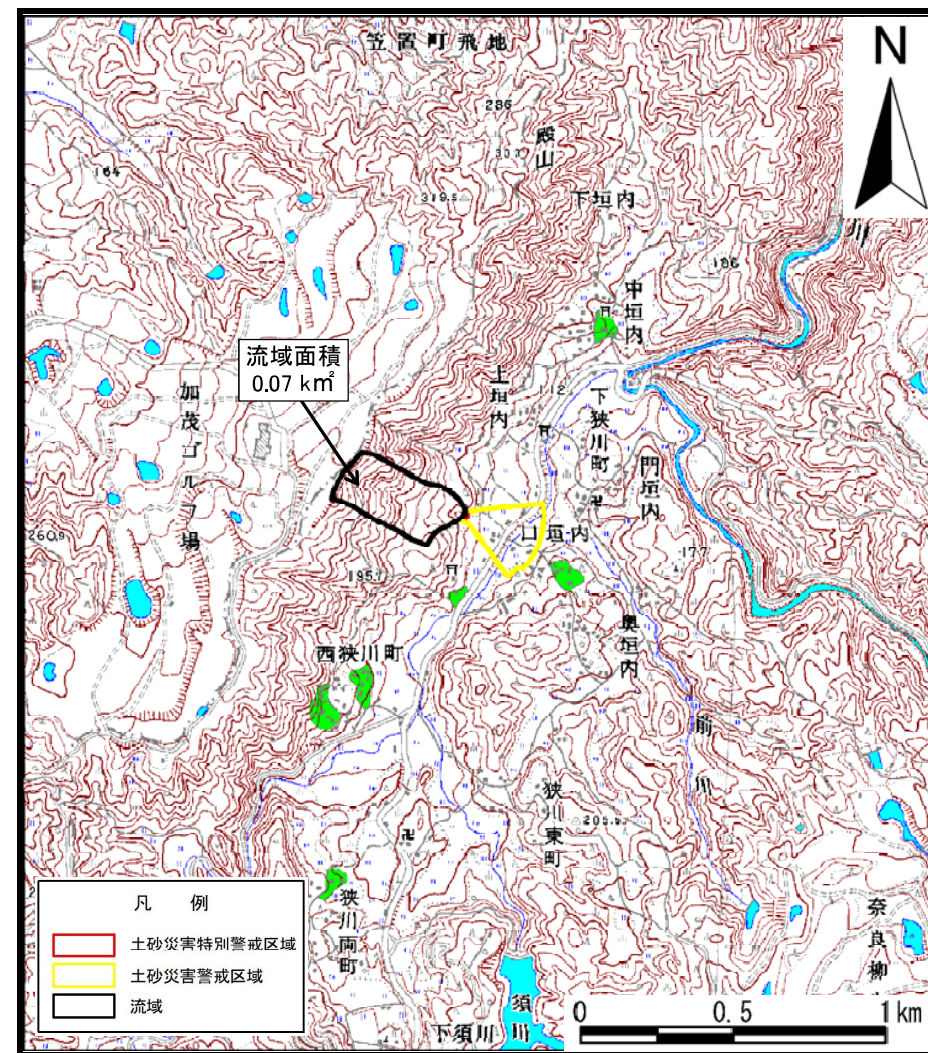 笠置町飛地
N
286
殿山
303
164
319.5
下垣内
川
186
中垣内
流域面積
0.07 k㎡
上垣内
112
加茂ゴルフ場
下狭川町
門垣内
260.9
口垣内
177
195.7
奥垣内
西狭川町
前川
狭川東町
205.9
凡 例
土砂災害特別警戒区域
土砂災害警戒区域
流域
狭川両町
奈良柳
須川
下須川
0 0.5 1 km